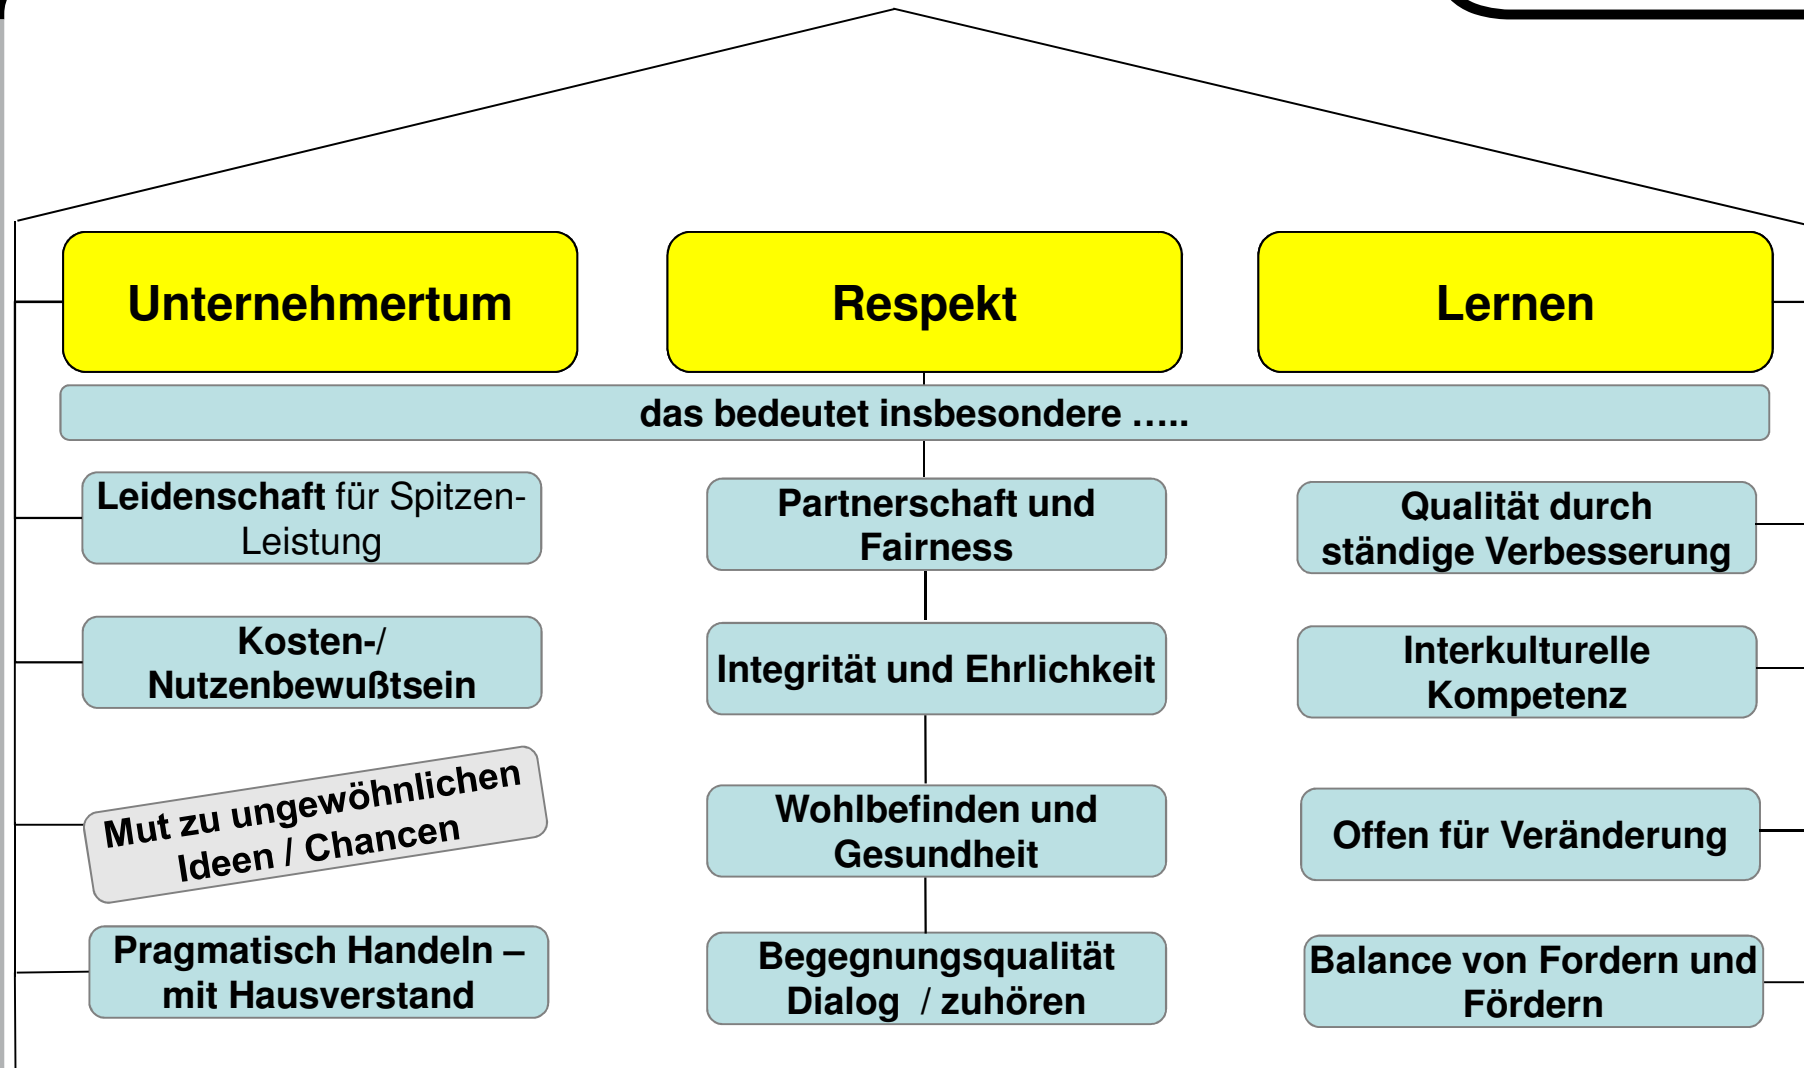 Unternehmertum
Respekt
Lernen
das bedeutet insbesondere …..
Leidenschaft für Spitzen-
Leistung
Kosten-/
Nutzenbewußtsein
Mut zu ungewöhnlichen
Ideen / Chancen
Pragmatisch Handeln –
mit Hausverstand
Partnerschaft und
Fairness
Integrität und Ehrlichkeit
Wohlbefinden und
Gesundheit
Begegnungsqualität
Dialog / zuhören
Qualität durch
ständige Verbesserung
Interkulturelle
Kompetenz
Offen für Veränderung
Balance von Fordern und
Fördern